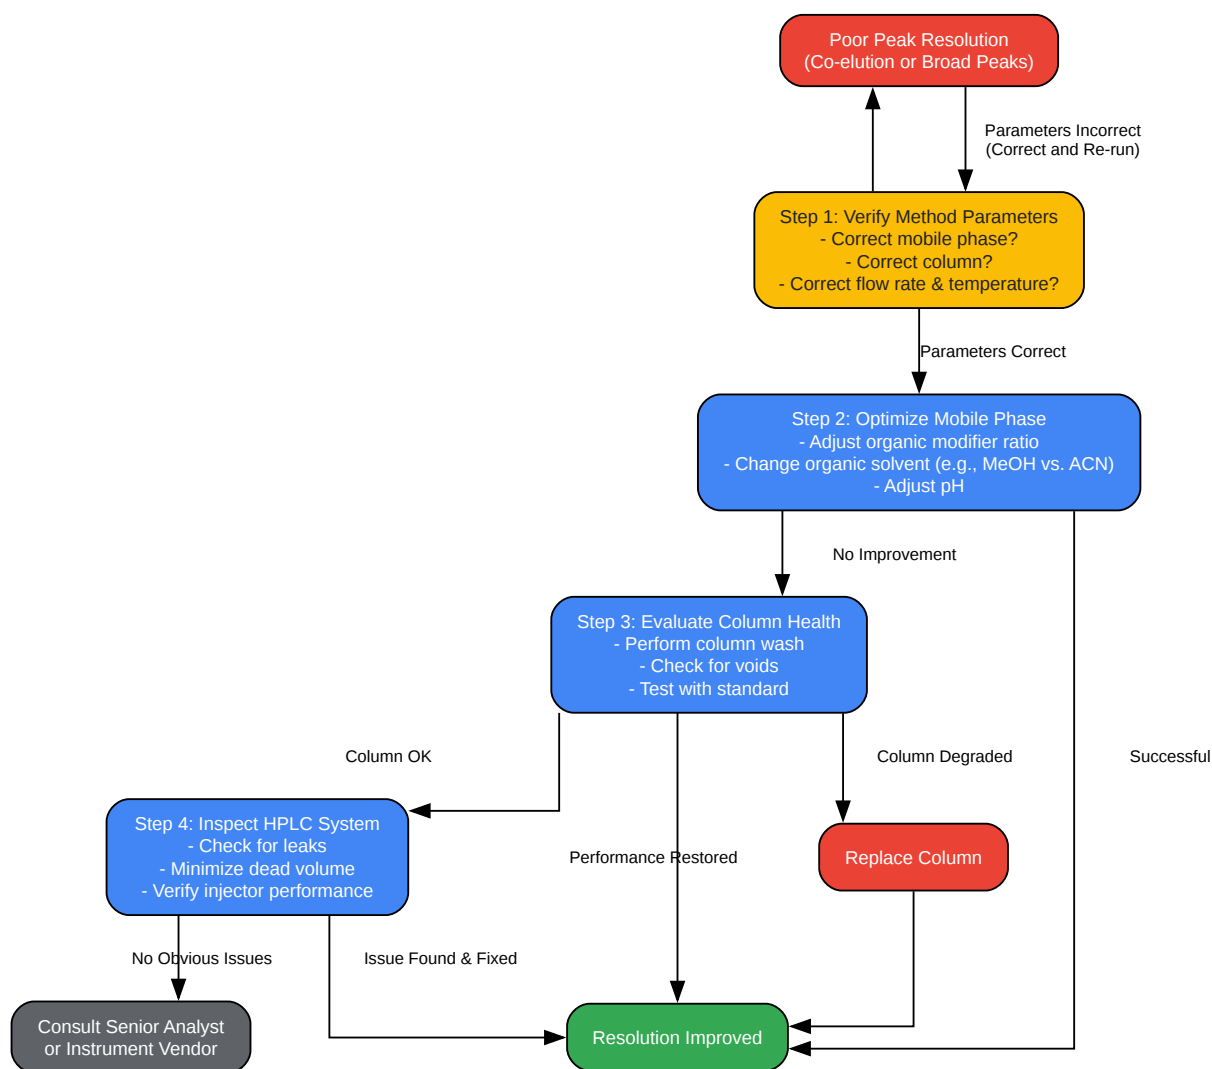 Poor Peak Resolution
(Co-elution or Broad Peaks)
Parameters Incorrect
(Correct and Re-run)
Step 1: Verify Method Parameters
- Correct mobile phase?
- Correct column?
- Correct flow rate & temperature?
Parameters Correct
Step 2: Optimize Mobile Phase
- Adjust organic modifier ratio
- Change organic solvent (e.g., MeOH vs. ACN)
- Adjust pH
No Improvement
Step 3: Evaluate Column Health
- Perform column wash
- Check for voids
- Test with standard
Column OK
Column Degraded
Successful
Step 4: Inspect HPLC System
- Check for leaks
- Minimize dead volume
- Verify injector performance
Performance Restored
Replace Column
No Obvious Issues
Issue Found & Fixed
Consult Senior Analyst
or Instrument Vendor
Resolution Improved